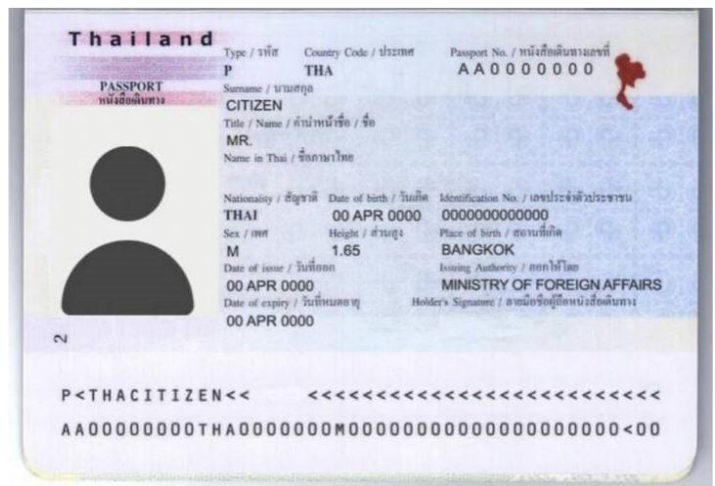 Thailand
PASSPORT
หนังสือเดินทาง
Type / รหัส Country Code / ประเทศ Passport No. / หนังสือเดินทางเลขที่
P THA AA0000000
Surname / นามสกุล
CITIZEN
Title / Name / คำนำหน้าชื่อ / ชื่อ
MR.
Name in Thai / ชื่อภาษาไทย
Nationality / สัญชาติ Date of birth / วันเกิด Identification No. / เลขประจำตัวประชาชน
THAI 00 APR 0000 0000000000000
Sex / เพศ Height / ส่วนสูง Place of birth / สถานที่เกิด
M 1.65 BANGKOK
Date of issue / วันที่ออก Issuing Authority / ออกให้โดย
00 APR 0000 MINISTRY OF FOREIGN AFFAIRS
Date of expiry / วันที่หมดอายุ Holder's Signature / ลายมือชื่อผู้ถือหนังสือเดินทาง
00 APR 0000
2
P<THACITIZEN<< <<<<<<<<<<<<<<<<<<<<<<<<<<
AA00000000THA0000000M00000000000000000000<00